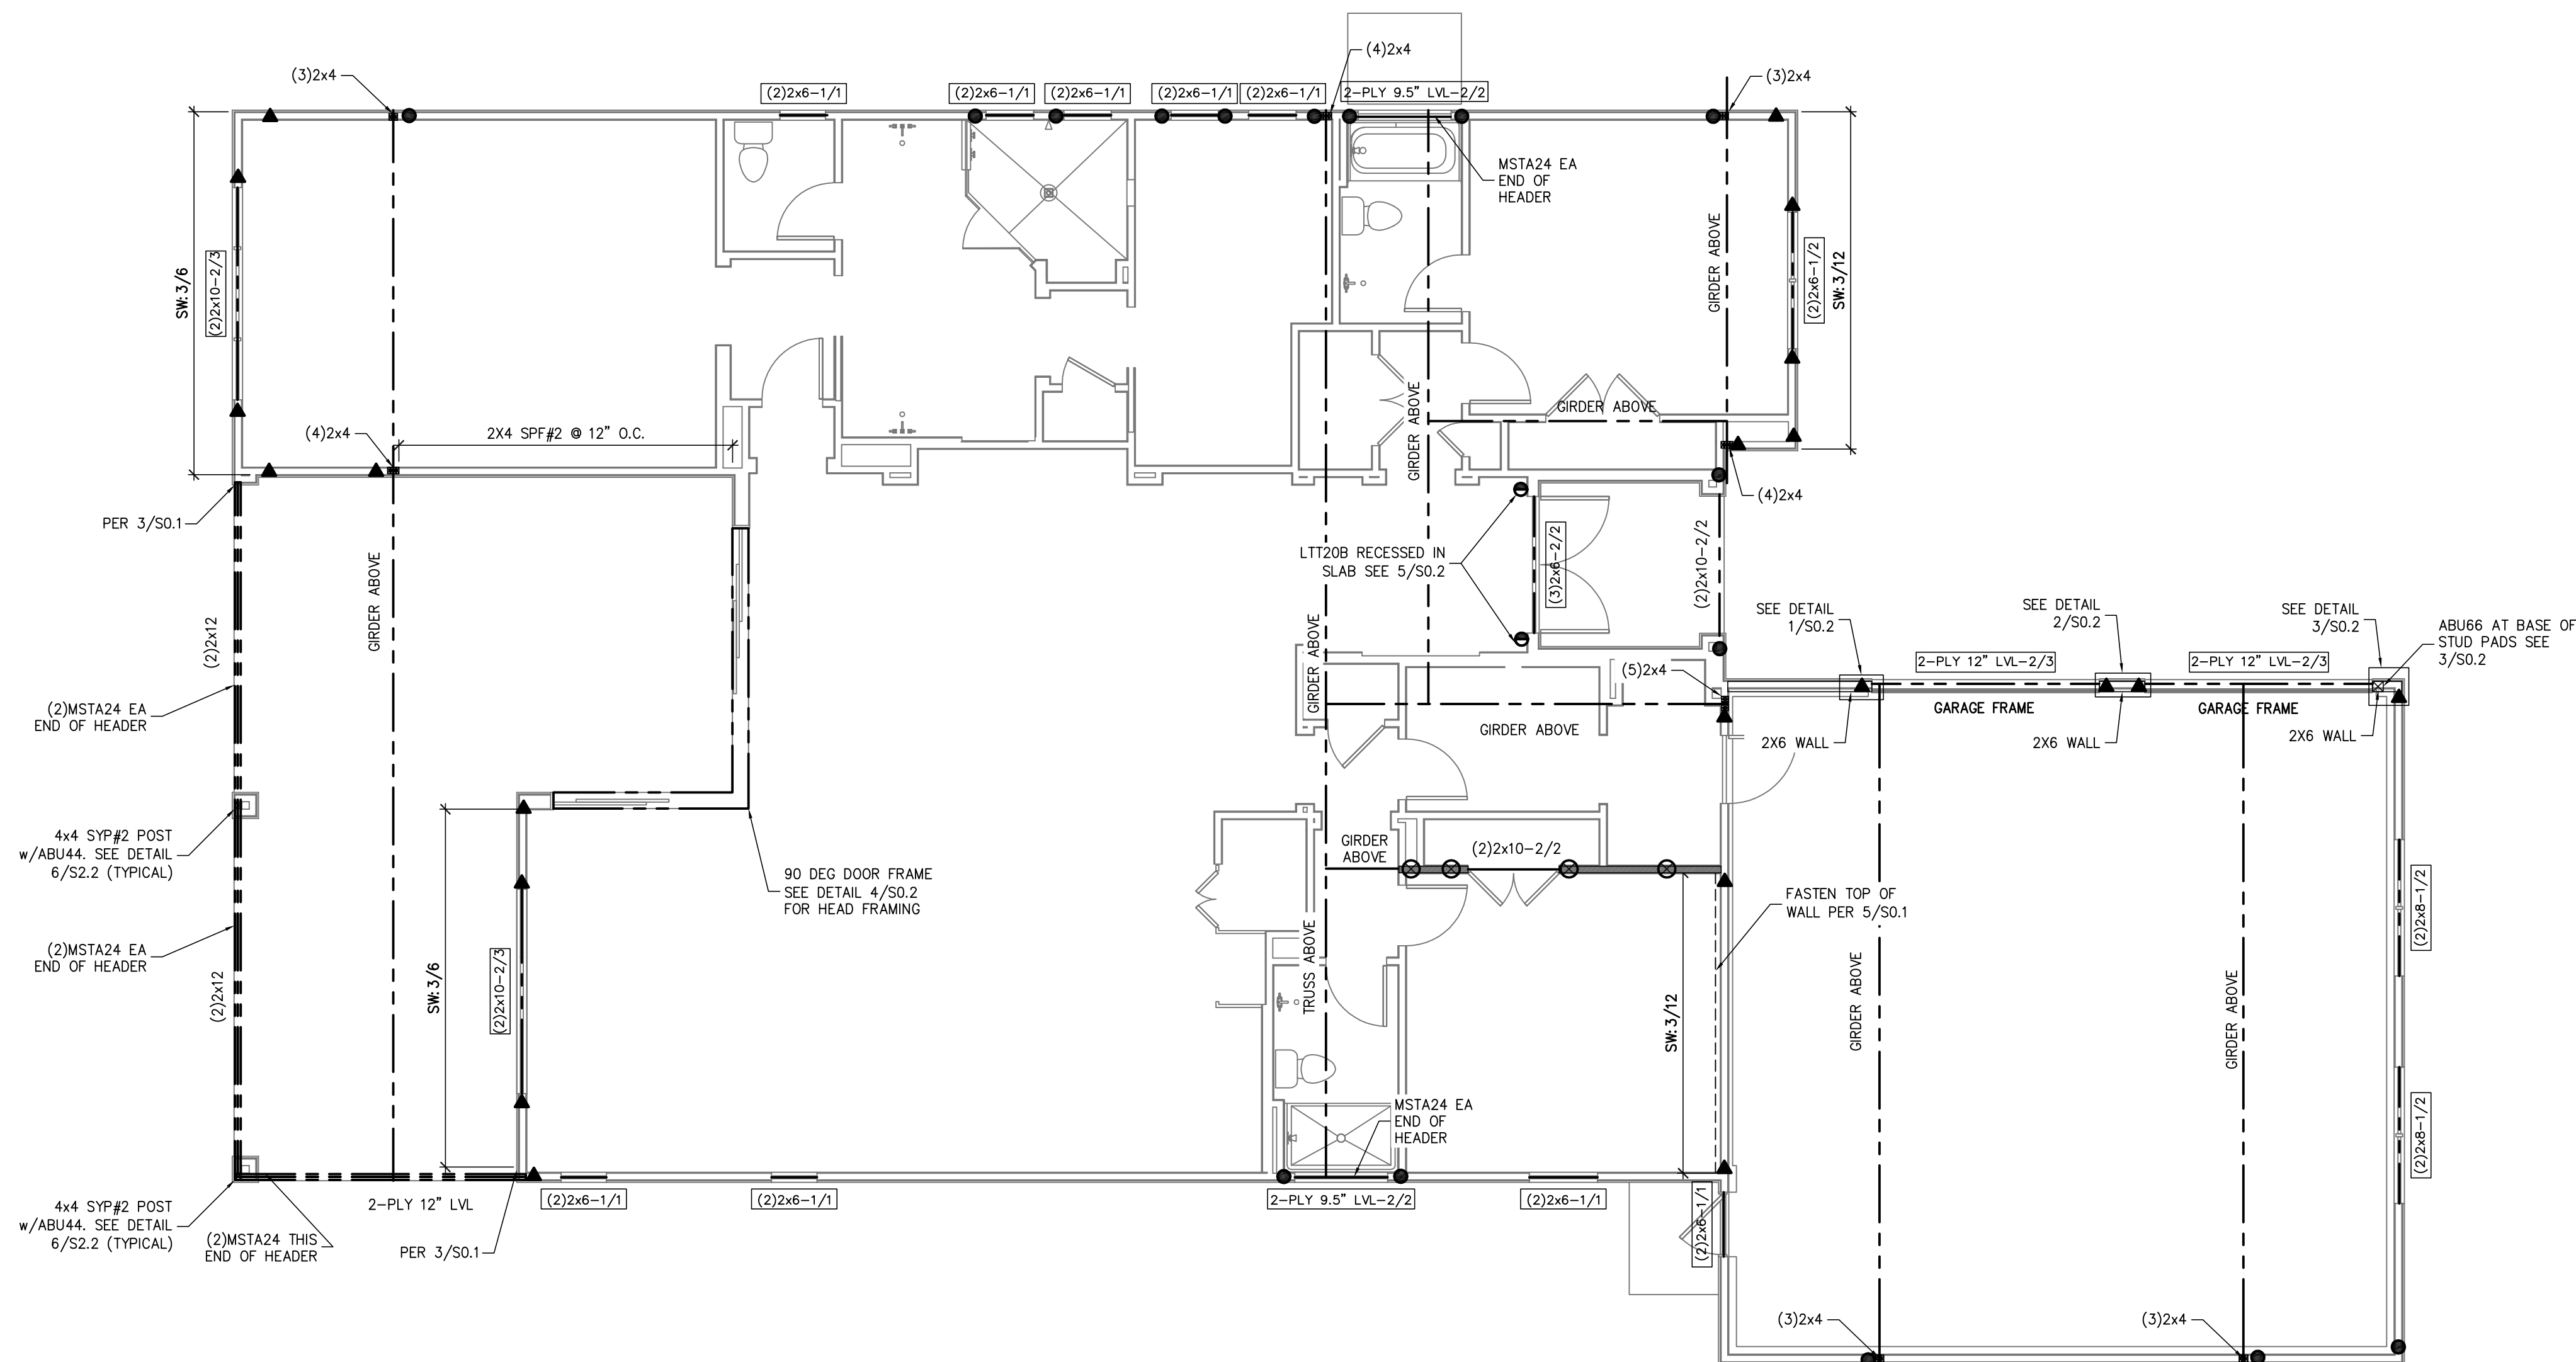 (4)2x4
(3)2x4
(3)2x4
(2)2x6-1/1
(2)2x6-1/1
(2)2x6-1/1
(2)2x6-1/1
(2)2x6-1/1
2-PLY 9.5" LVL-2/2
MSTA24 EA
END OF
HEADER
SW:3/6
(2)2x10-2/3
GIRDER ABOVE
(2)2x6-1/2
SW:3/12
(4)2x4
2X4 SPF#2 @ 12" O.C.
GIRDER ABOVE
GIRDER ABOVE
(4)2x4
PER 3/S0.1
GIRDER ABOVE
LTT20B RECESSED IN
SLAB SEE 5/S0.2
(3)2x6-2/2
(2)2x10-2/2
(2)2x12
GIRDER ABOVE
SEE DETAIL
1/S0.2
SEE DETAIL
2/S0.2
SEE DETAIL
3/S0.2
ABU66 AT BASE OF
STUD PADS SEE
3/S0.2
2-PLY 12" LVL-2/3
2-PLY 12" LVL-2/3
(5)2x4
(2)MSTA24 EA
END OF HEADER
GARAGE FRAME
GARAGE FRAME
GIRDER ABOVE
2X6 WALL
2X6 WALL
2X6 WALL
4x4 SYP#2 POST
w/ABU44. SEE DETAIL
6/S2.2 (TYPICAL)
GIRDER
ABOVE
(2)2x10-2/2
90 DEG DOOR FRAME
SEE DETAIL 4/S0.2
FOR HEAD FRAMING
FASTEN TOP OF
WALL PER 5/S0.1
(2)2x8-1/2
(2)MSTA24 EA
END OF HEADER
(2)2x12
SW:3/6
(2)2x10-2/3
TRUSS ABOVE
SW:3/12
GIRDER ABOVE
GIRDER ABOVE
MSTA24 EA
END OF
HEADER
(2)2x8-1/2
4x4 SYP#2 POST
w/ABU44. SEE DETAIL
6/S2.2 (TYPICAL)
2-PLY 12" LVL
(2)2x6-1/1
(2)2x6-1/1
2-PLY 9.5" LVL-2/2
(2)2x6-1/1
(2)2x6-1/1
(2)MSTA24 THIS
END OF HEADER
PER 3/S0.1
(3)2x4
(3)2x4